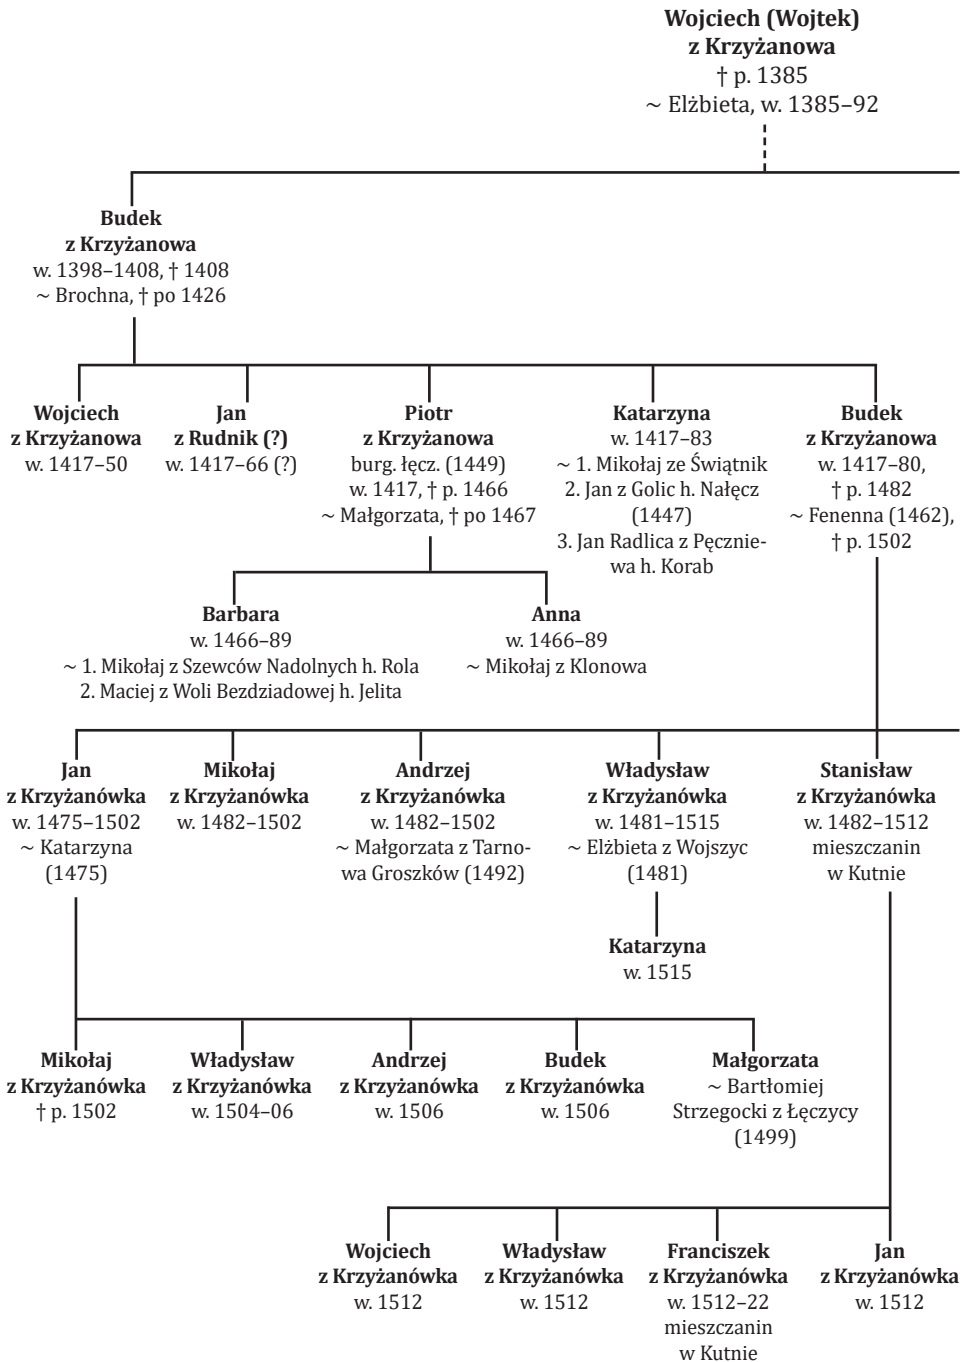 Wojciech (Wojtek)
z Krzyżanowa
† p. 1385
~ Elżbieta, w. 1385–92
Budek
z Krzyżanowa
w. 1398–1408, † 1408
~ Brochna, † po 1426
Wojciech
z Krzyżanowa
w. 1417–50
Jan
z Rudnik (?)
w. 1417–66 (?)
Piotr
z Krzyżanowa
burg. łęcz. (1449)
w. 1417, † p. 1466
~ Małgorzata, † po 1467
Katarzyna
w. 1417–83
~ 1. Mikołaj ze Świątnik
2. Jan z Golic h. Nałęcz
(1447)
3. Jan Radlica z Pęcznie-
wa h. Korab
Budek
z Krzyżanowa
w. 1417–80,
† p. 1482
~ Fenenna (1462),
† p. 1502
Barbara
w. 1466–89
~ 1. Mikołaj z Szewców Nadolnych h. Rola
2. Maciej z Woli Bezdziadowej h. Jelita
Anna
w. 1466–89
~ Mikołaj z Klonowa
Jan
z Krzyżanówka
w. 1475–1502
~ Katarzyna
(1475)
Mikołaj
z Krzyżanówka
w. 1482–1502
Andrzej
z Krzyżanówka
w. 1482–1502
~ Małgorzata z Tarno-
wa Groszków (1492)
Władysław
z Krzyżanówka
w. 1481–1515
~ Elżbieta z Wojszyc
(1481)
Stanisław
z Krzyżanówka
w. 1482–1512
mieszczanin
w Kutnie
Katarzyna
w. 1515
Mikołaj
z Krzyżanówka
† p. 1502
Władysław
z Krzyżanówka
w. 1504–06
Andrzej
z Krzyżanówka
w. 1506
Budek
z Krzyżanówka
w. 1506
Małgorzata
~ Bartłomiej
Strzegocki z Łęczycy
(1499)
Wojciech
z Krzyżanówka
w. 1512
Władysław
z Krzyżanówka
w. 1512
Franciszek
z Krzyżanówka
w. 1512–22
mieszczanin
w Kutnie
Jan
z Krzyżanówka
w. 1512